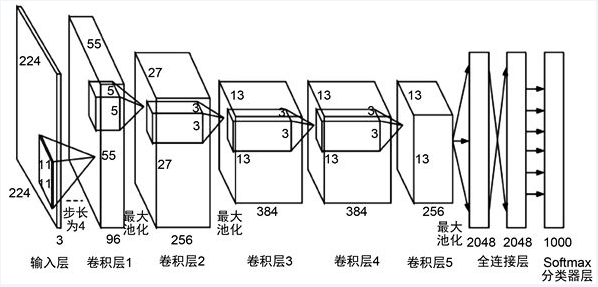 224
224
11
11
3
步长
为4
输入层
55
5
5
55
96
卷积层1
最大
池化
27
3
3
27
256
卷积层2
13
3
3
13
384
卷积层3
最大
池化
13
3
3
13
384
卷积层4
13
13
256
卷积层5
最大
池化
2048
2048
全连接层
1000
Softmax
分类器层